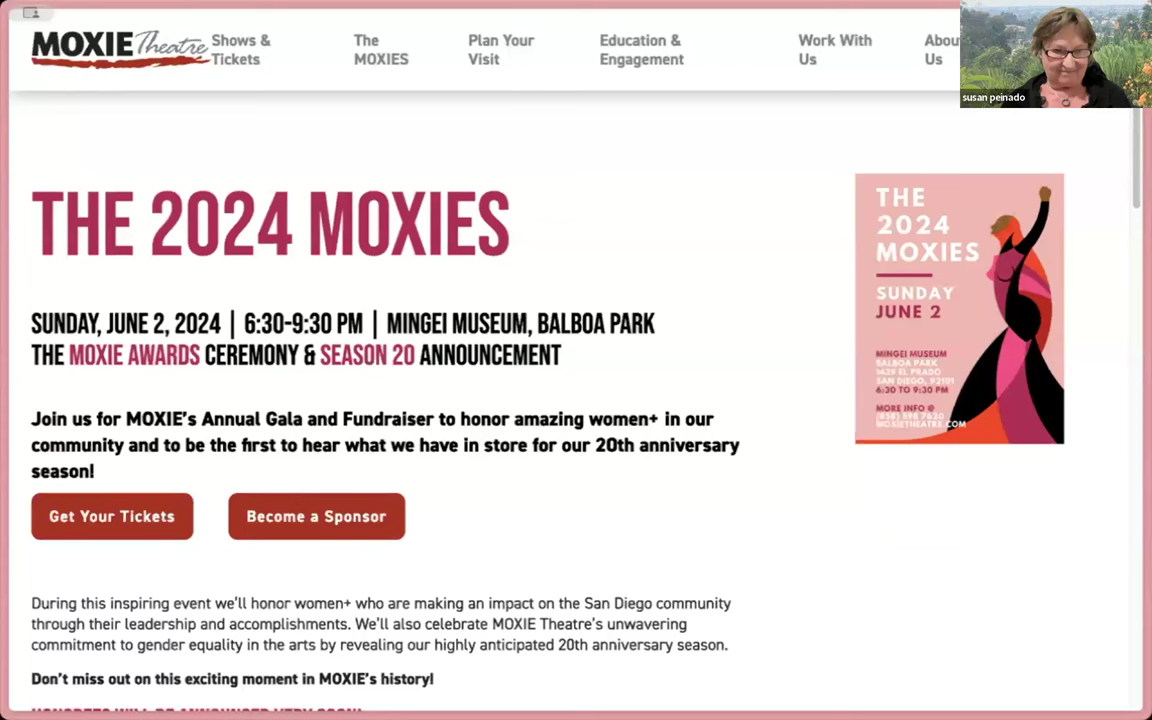 MOXIE Theatre
Shows & Tickets
The MOXIES
Plan Your Visit
Education & Engagement
Work With Us
Us
susan peinado
THE 2024 MOXIES
SUNDAY, JUNE 2, 2024 | 6:30-9:30 PM | MINGEI MUSEUM, BALBOA PARK
THE MOXIE AWARDS CEREMONY & SEASON 20 ANNOUNCEMENT
Join us for MOXIE's Annual Gala and Fundraiser to honor amazing women+ in our
community and to be the first to hear what we have in store for our 20th anniversary
season!
Get Your Tickets
Become a Sponsor
During this inspiring event we'll honor women+ who are making an impact on the San Diego community
through their leadership and accomplishments. We'll also celebrate MOXIE Theatre's unwavering
commitment to gender equality in the arts by revealing our highly anticipated 20th anniversary season.
Don't miss out on this exciting moment in MOXIE's history!
THE
2024
MOXIES
SUNDAY
JUNE 2
MINGEI MUSEUM
BALBOA PARK
1439 EL PRADO
SAN DIEGO, 92101
6:30 TO 9:30 PM
MORE INFO @
(858) 598 7620
MOXIETHEATRE.COM